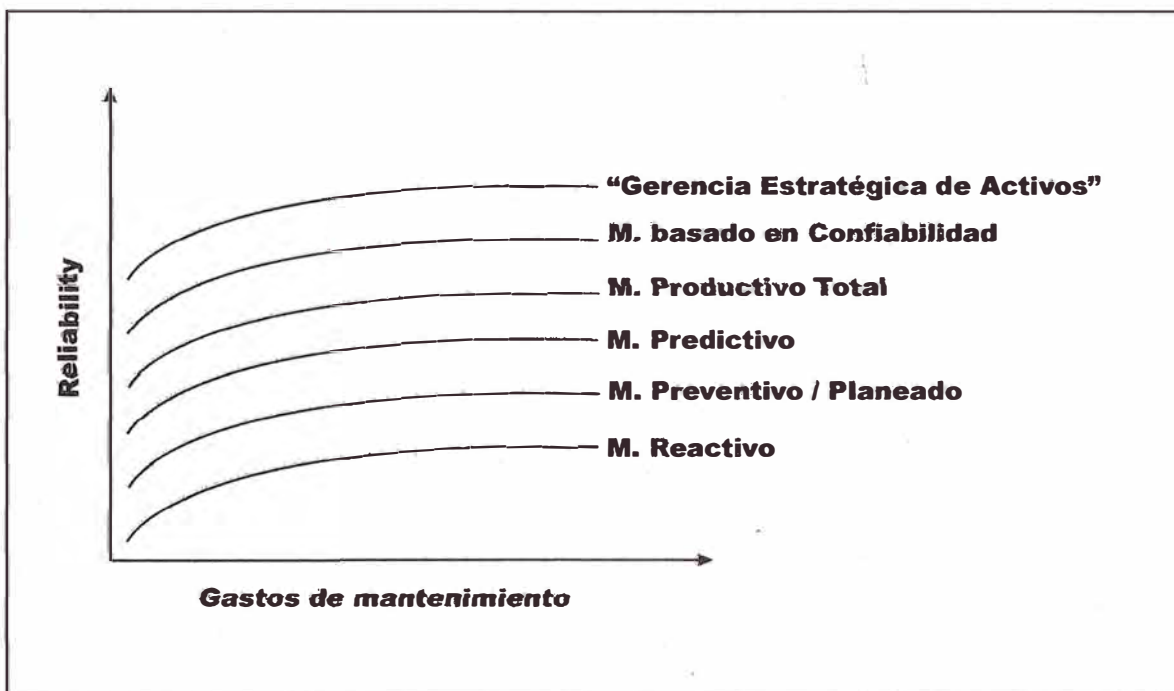 “Gerencia Estratégica de Activos”
M. basado en Confiabilidad
M. Productivo Total
M. Predictivo
M. Preventivo / Planeado
M. Reactivo
Reliability
Gastos de mantenimiento